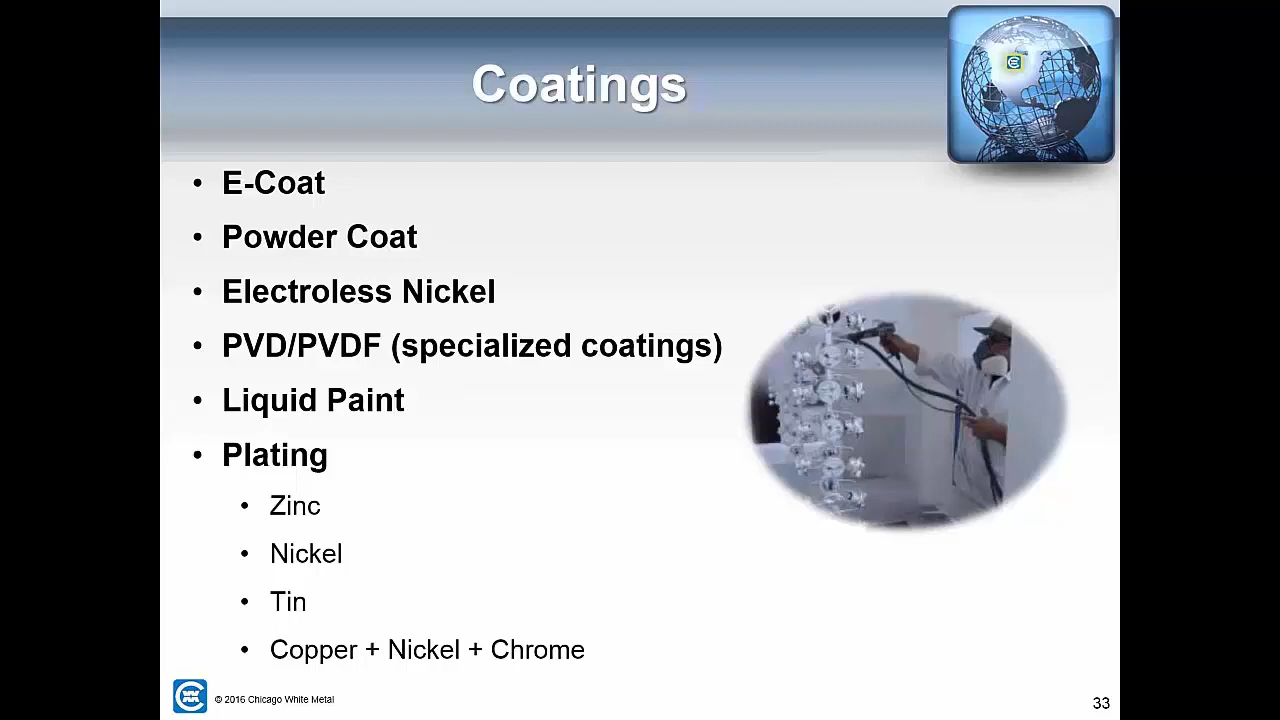 Coatings
• E-Coat
• Powder Coat
• Electroless Nickel
• PVD/PVDF (specialized coatings)
• Liquid Paint
• Plating
• Zinc
• Nickel
• Tin
• Copper + Nickel + Chrome
© 2016 Chicago White Metal
33